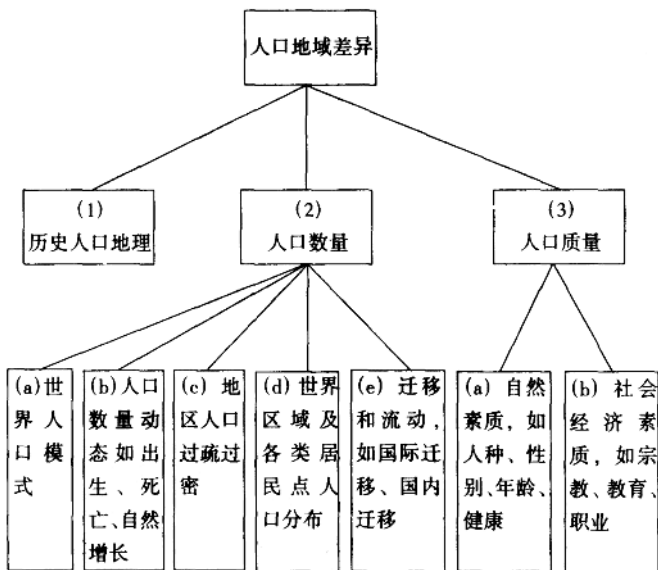 人口地域差异
(1)
历史人口地理
(2)
人口数量
(3)
人口质量
(a)世
界人
口模
式
(b)人口
数量动
态如出
生、死
亡、自然
增长
(c)地
区人口
过疏过
密
(d)世界
区域及
各类居
民点人
口分布
(e)迁移
和流动,
如国际迁
移、国内
迁移
(a)自然
素质,如
人种、性
别、年龄、
健康
(b)社会
经济素
质,如宗
教、教育、
职业